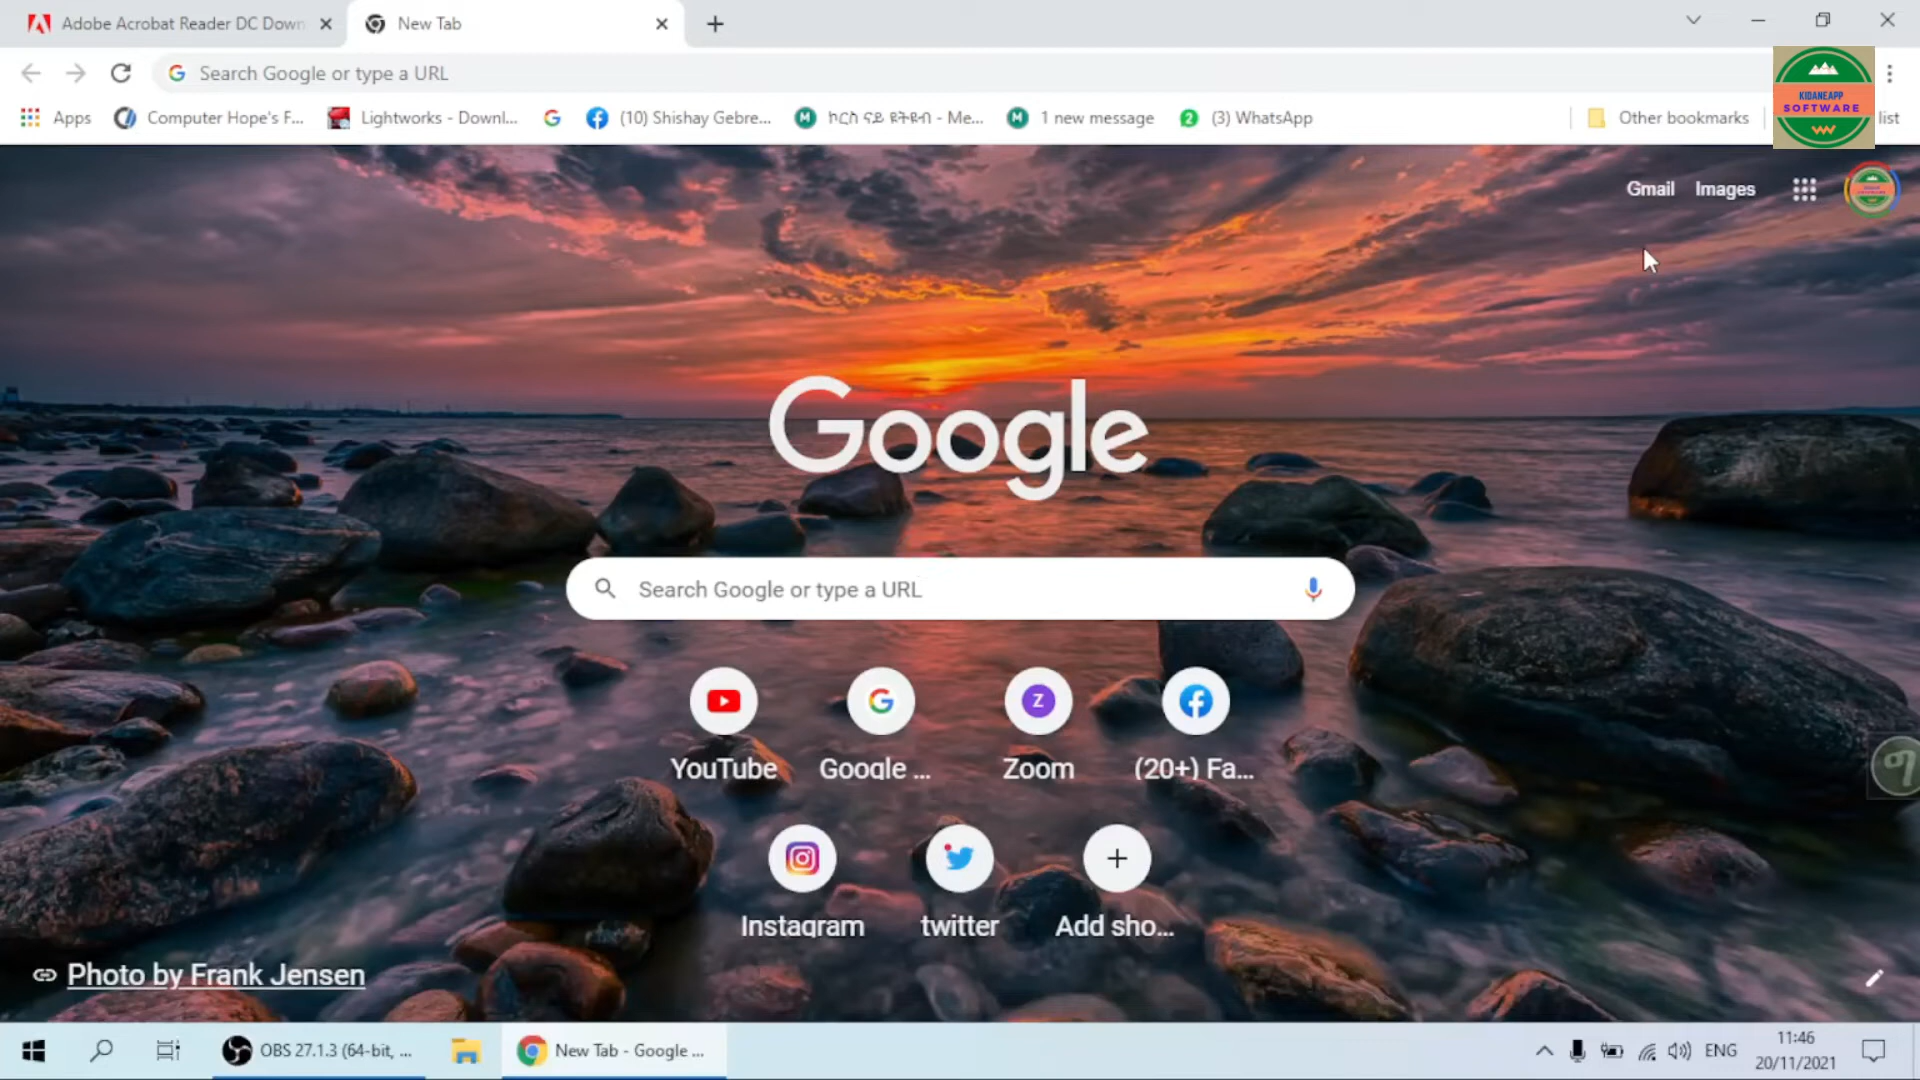 Adobe Acrobat Reader DC Down
New Tab
Search Google or type a URL
Apps
Computer Hope's F...
Lightworks - Downl...
(10) Shishay Gebre...
ኮርስ ናይ ዩትዩብ - Me...
1 new message
(3) WhatsApp
Other bookmarks
list
KIDANEAPP
SOFTWARE
Gmail
Images
Google
Search Google or type a URL
YouTube
Google ...
Zoom
(20+) Fa...
Instagram
twitter
Add sho...
Photo by Frank Jensen
OBS 27.1.3 (64-bit, ...
New Tab - Google ...
ENG
11:46
20/11/2021